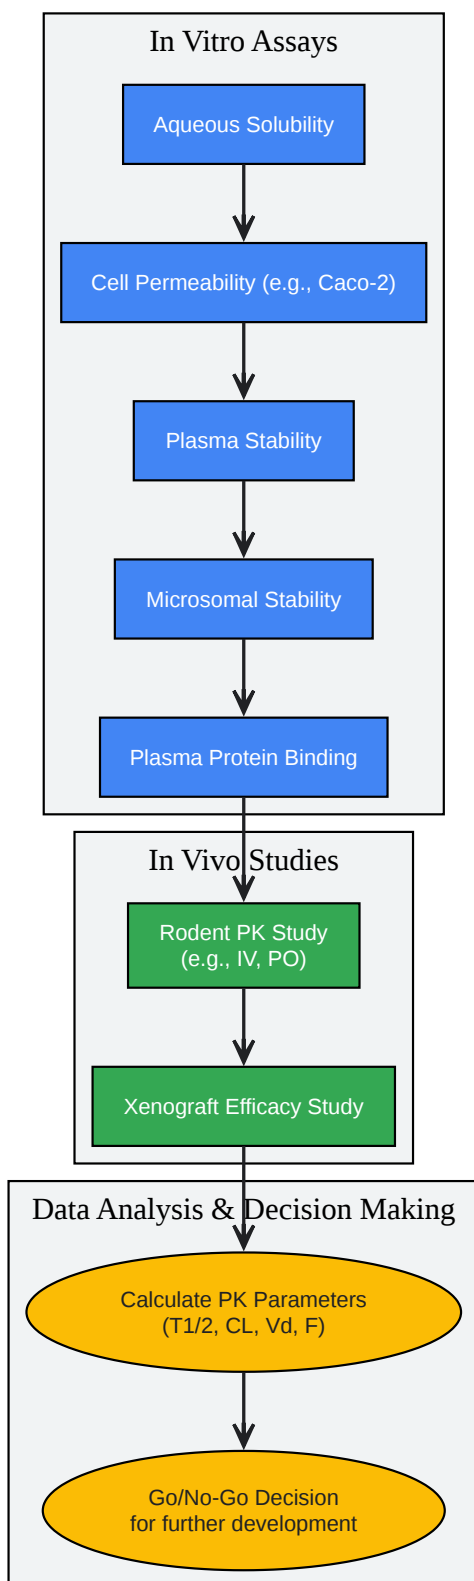 In Vitro Assays
Aqueous Solubility
Cell Permeability (e.g., Caco-2)
Plasma Stability
Microsomal Stability
Plasma Protein Binding
In Vivo Studies
Rodent PK Study
(e.g., IV, PO)
Xenograft Efficacy Study
Data Analysis & Decision Making
Calculate PK Parameters
(T1/2, CL, Vd, F)
Go/No-Go Decision
for further development